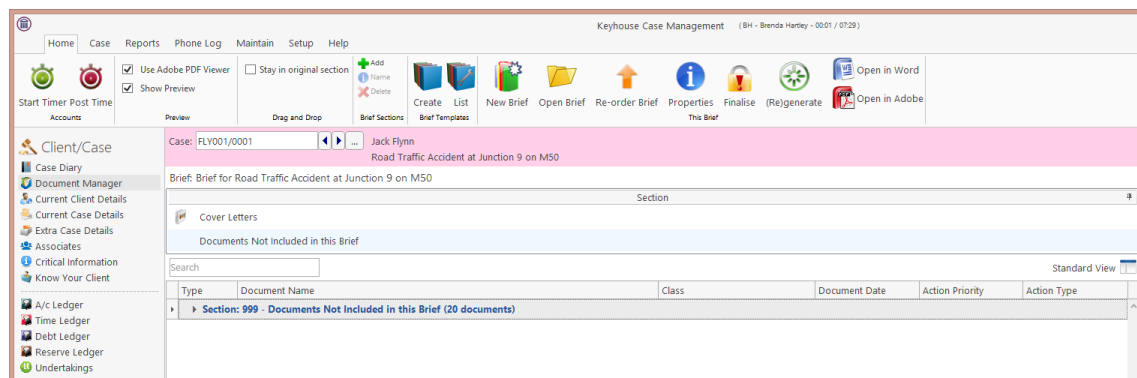 Keyhouse Case Management (BH - Brenda Hartley - 00:01 / 07:29)
Home Case Reports Phone Log Maintain Setup Help
Start Timer Post Time
Accounts
Use Adobe PDF Viewer
Show Preview
Preview
Stay in original section
Drag and Drop
Add
Name
Delete
Brief Sections
Create List
Brief Templates
New Brief Open Brief Re-order Brief Properties Finalise (Re)generate
Open in Word
Open in Adobe
This Brief
Client/Case
Case Diary
Document Manager
Current Client Details
Current Case Details
Extra Case Details
Associates
Critical Information
Know Your Client
A/c Ledger
Time Ledger
Debt Ledger
Reserve Ledger
Undertakings
Case: FLY001/0001 ... Jack Flynn
Road Traffic Accident at Junction 9 on M50
Brief: Brief for Road Traffic Accident at Junction 9 on M50
Section
Cover Letters
Documents Not Included in this Brief
Search
Standard View
Type Document Name Class Document Date Action Priority Action Type
Section: 999 - Documents Not Included in this Brief (20 documents)